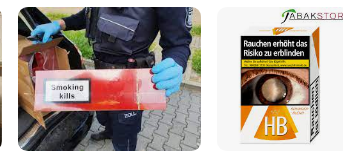 Smoking
kills
ZOLL
TABAKSTOR
Rauchen erhöht das
Risiko zu erblinden
HB